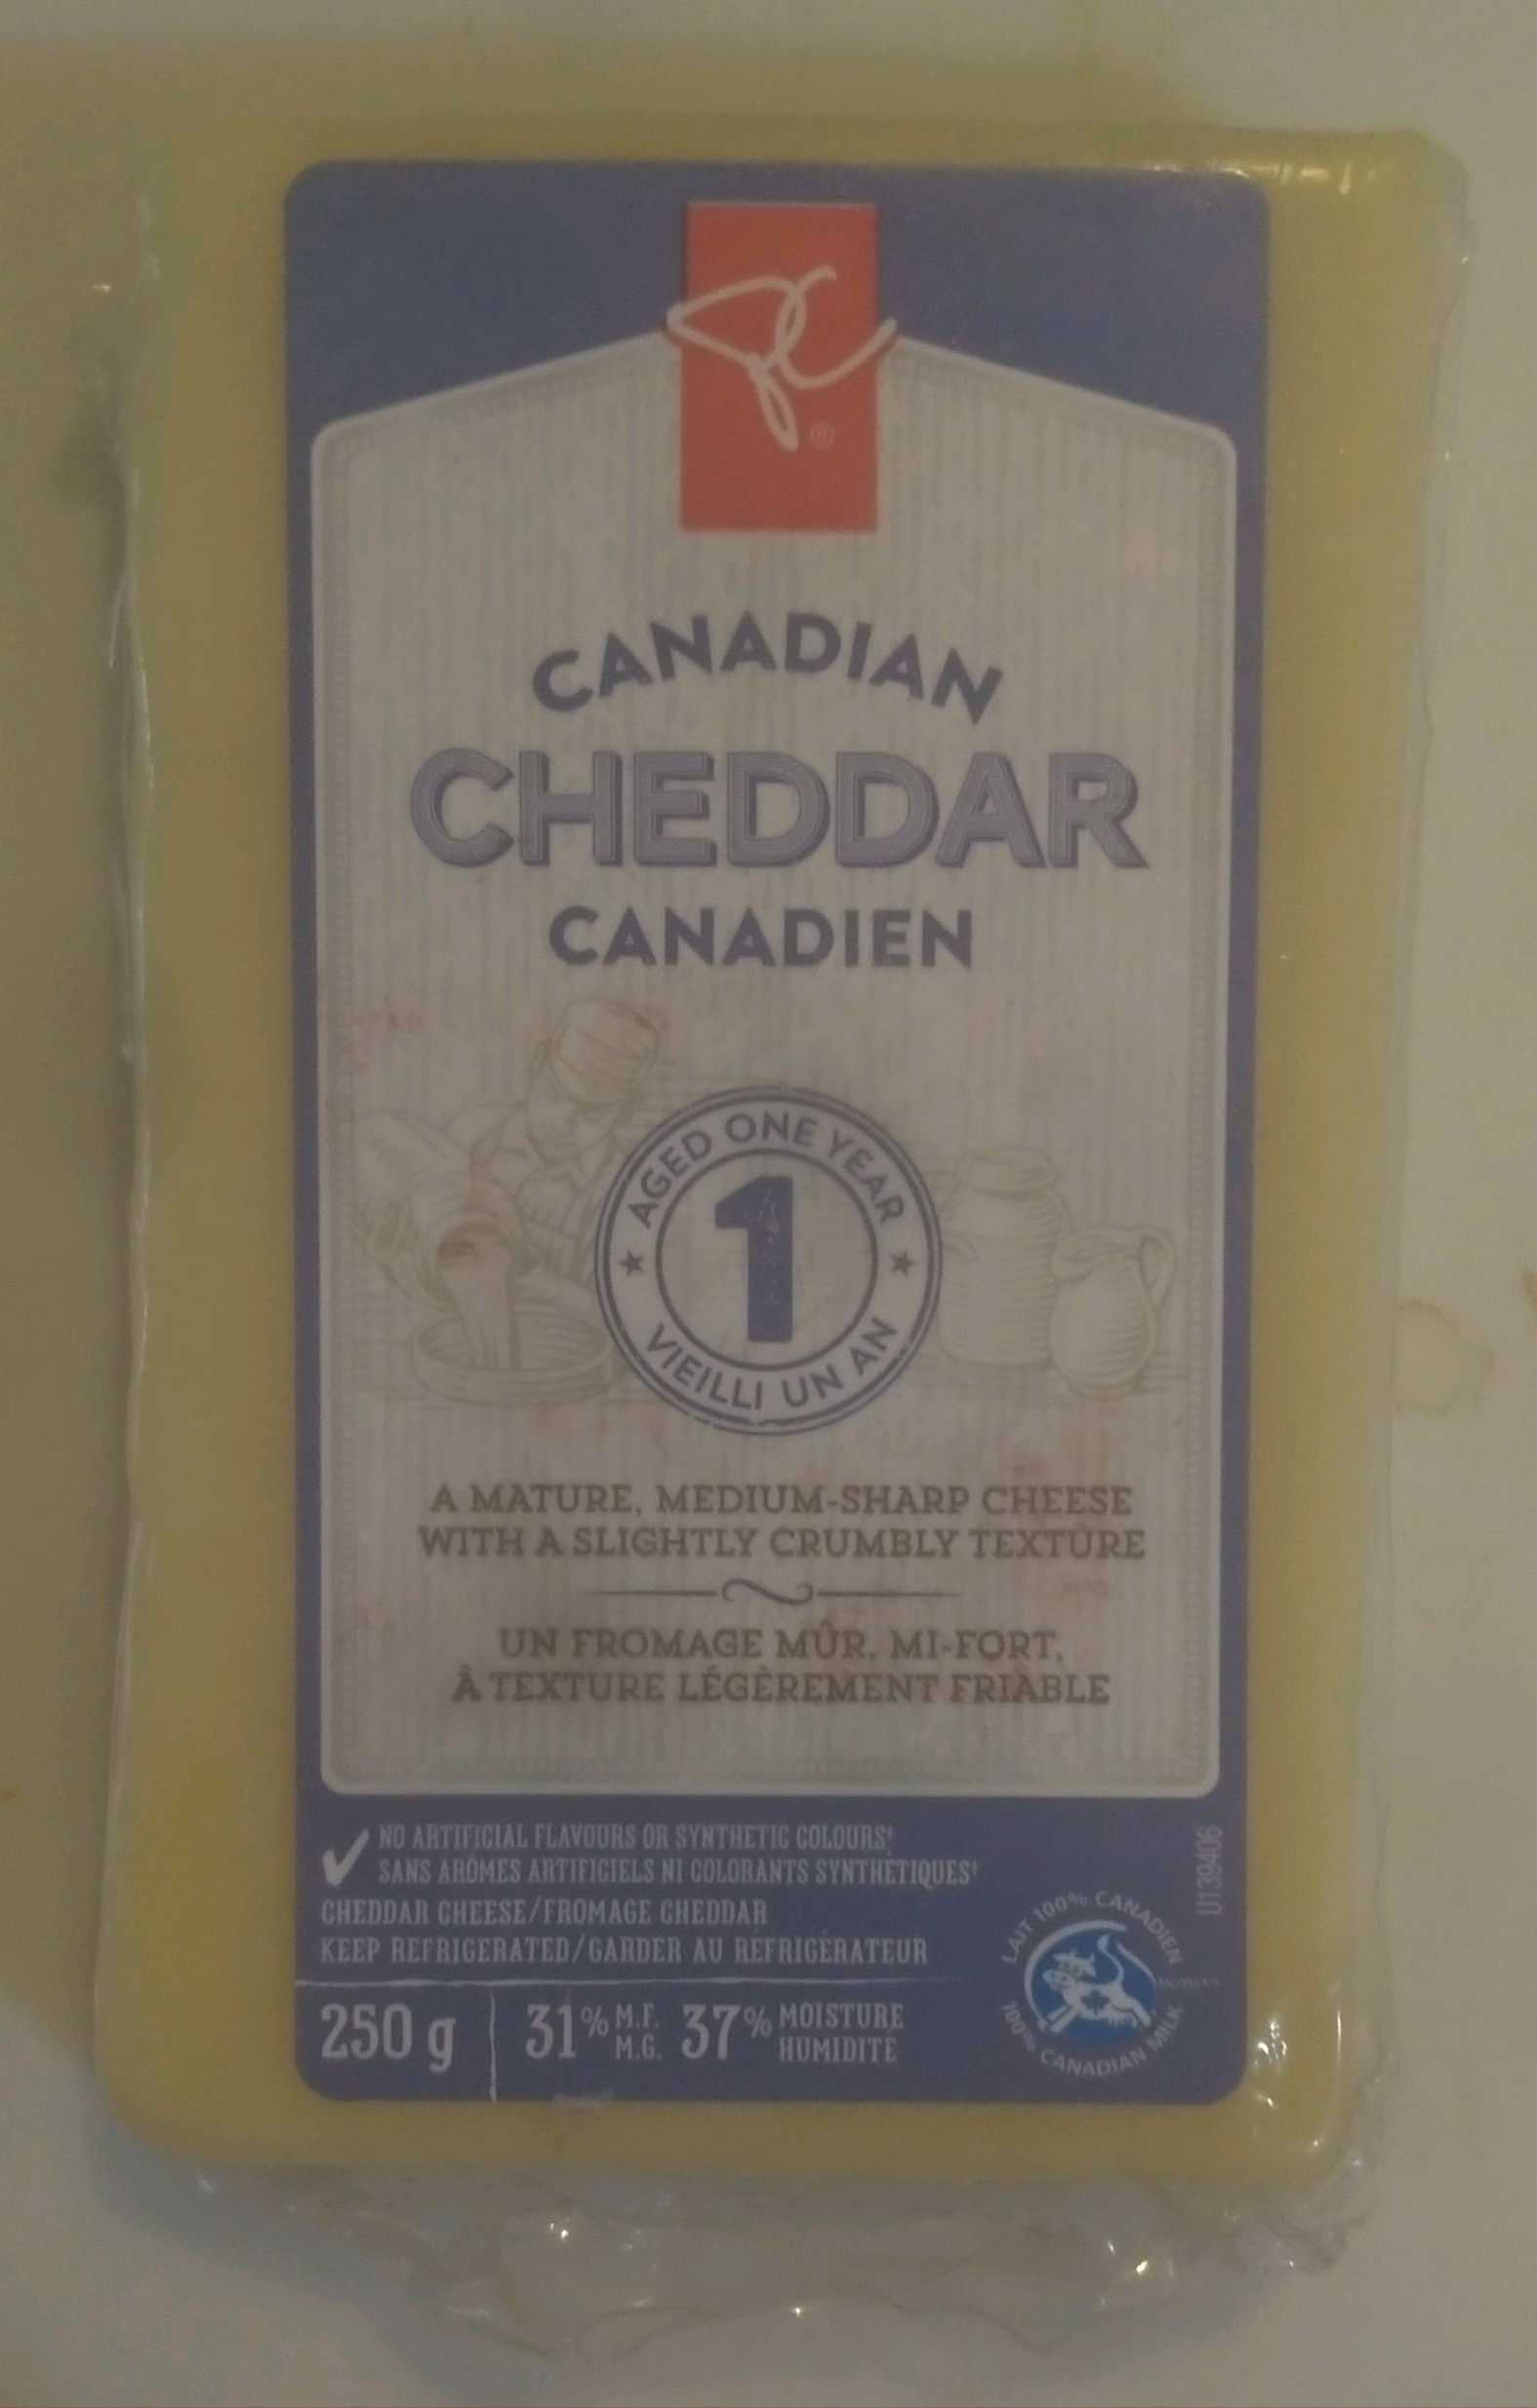 PC®
CANADIAN
CHEDDAR
CANADIEN
AGED ONE YEAR
1
VIEILLI UN AN
A MATURE, MEDIUM-SHARP CHEESE
WITH A SLIGHTLY CRUMBLY TEXTURE
UN FROMAGE MÛR, MI-FORT,
À TEXTURE LÉGÈREMENT FRIABLE
NO ARTIFICIAL FLAVOURS OR SYNTHETIC COLOURS†
SANS ARÔMES ARTIFICIELS NI COLORANTS SYNTHÉTIQUES†
CHEDDAR CHEESE/FROMAGE CHEDDAR
KEEP REFRIGERATED/GARDER AU RÉFRIGÉRATEUR
250 g
31% M.F. M.G.
37% MOISTURE HUMIDITÉ
LAIT 100% CANADIEN
100% CANADIAN MILK
U139406